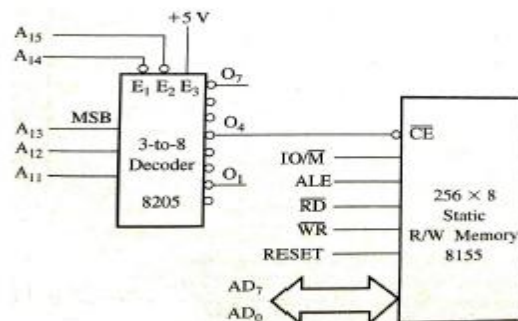 +5 V
A15
A14
E1 E2 E3
O7
MSB
A13
O4
CE
3-to-8
A12
Decoder
IO/M
A11
ALE
256 × 8
O1
RD
Static
8205
WR
R/W Memory
RESET
8155
AD7
AD0